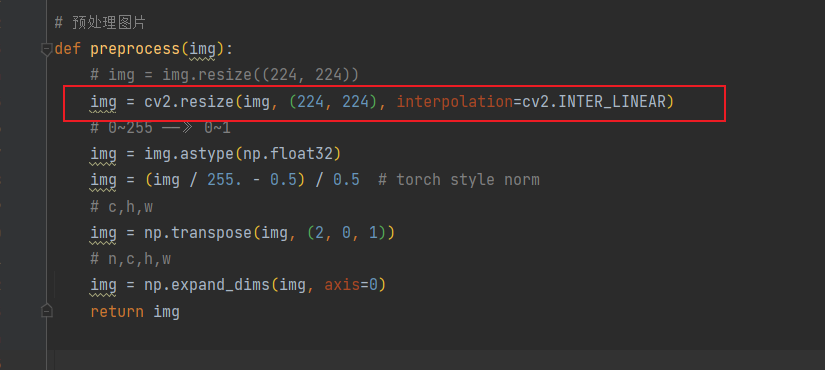 # 预处理图片
def preprocess(img):
# img = img.resize((224, 224))
img = cv2.resize(img, (224, 224), interpolation=cv2.INTER_LINEAR)
# 0~255 ——》 0~1
img = img.astype(np.float32)
img = (img / 255. - 0.5) / 0.5  # torch style norm
# c,h,w
img = np.transpose(img, (2, 0, 1))
# n,c,h,w
img = np.expand_dims(img, axis=0)
return img